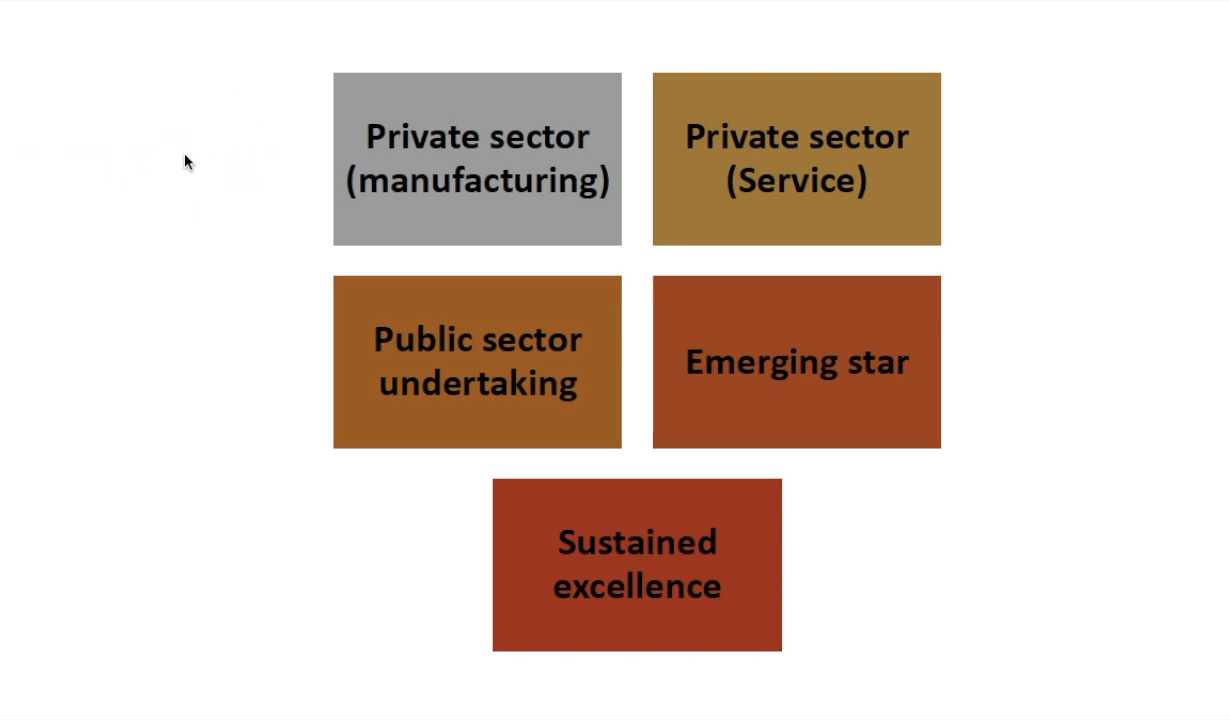 Private sector
(manufacturing)
Private sector
(Service)
Public sector
undertaking
Emerging star
Sustained
excellence